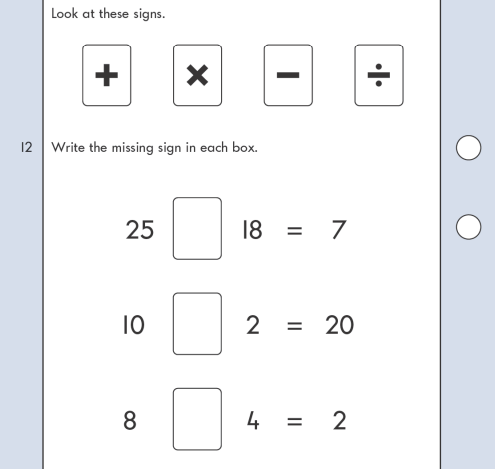 Look at these signs.
+ × − ÷
12 Write the missing sign in each box.
25 18 = 7
10 2 = 20
8 4 = 2